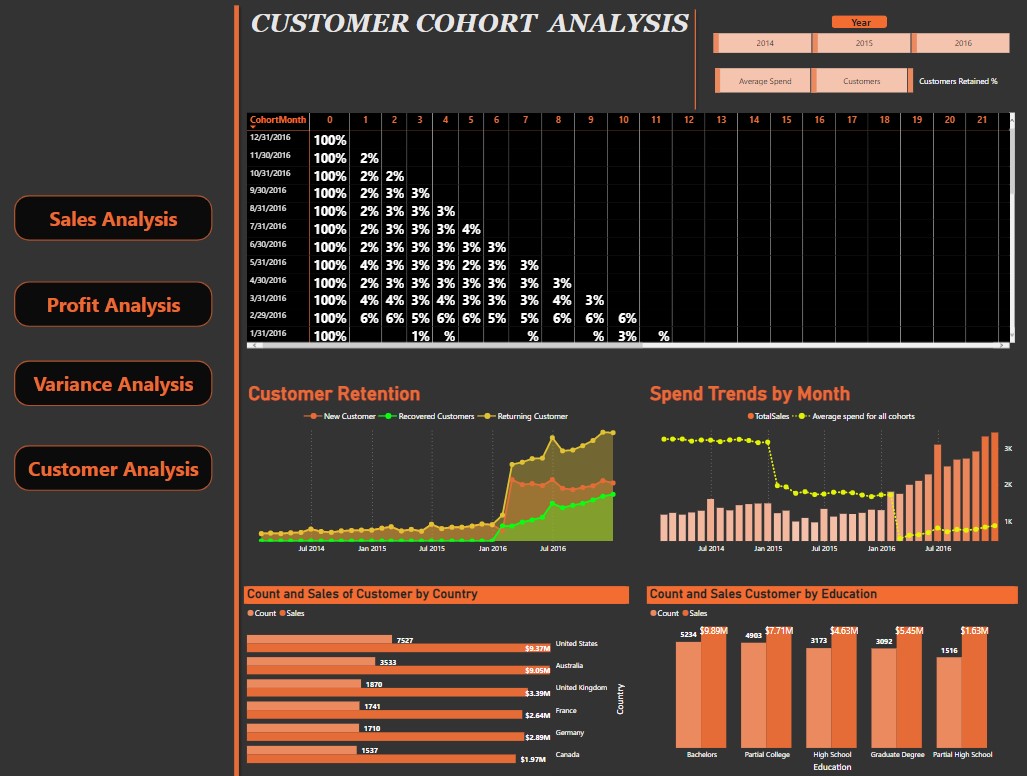 CUSTOMER COHORT ANALYSIS
Year
2014 2015 2016
Average Spend Customers Customers Retained %
Sales Analysis
Profit Analysis
Variance Analysis
Customer Analysis
CohortMonth 0 1 2 3 4 5 6 7 8 9 10 11 12 13 14 15 16 17 18 19 20 21
12/31/2016 100%
11/30/2016 100% 2%
10/31/2016 100% 2% 2%
9/30/2016 100% 2% 3% 3%
8/31/2016 100% 2% 3% 3% 3%
7/31/2016 100% 2% 3% 3% 3% 4%
6/30/2016 100% 2% 3% 3% 3% 3% 3%
5/31/2016 100% 4% 3% 3% 3% 2% 3% 3%
4/30/2016 100% 2% 3% 3% 3% 3% 3% 3% 3%
3/31/2016 100% 4% 4% 3% 4% 3% 3% 3% 4% 3%
2/29/2016 100% 6% 6% 5% 6% 6% 5% 5% 6% 6% 6%
1/31/2016 100% 1% % % % 3% %
Customer Retention
New Customer Recovered Customers Returning Customer
Jul 2014 Jan 2015 Jul 2015 Jan 2016 Jul 2016
Spend Trends by Month
TotalSales Average spend for all cohorts
3K
2K
1K
Jul 2014 Jan 2015 Jul 2015 Jan 2016 Jul 2016
Count and Sales of Customer by Country
Count Sales
7527 United States
$9.37M
3533 Australia
$9.05M
1870 United Kingdom
$3.39M
1741 France
$2.64M
1710 Germany
$2.89M
1537 Canada
$1.97M
Country
Count and Sales Customer by Education
Count Sales
5234 $9.89M 4903 $7.71M 3173 $4.63M 3092 $5.45M 1516 $1.63M
Bachelors Partial College High School Graduate Degree Partial High School
Education